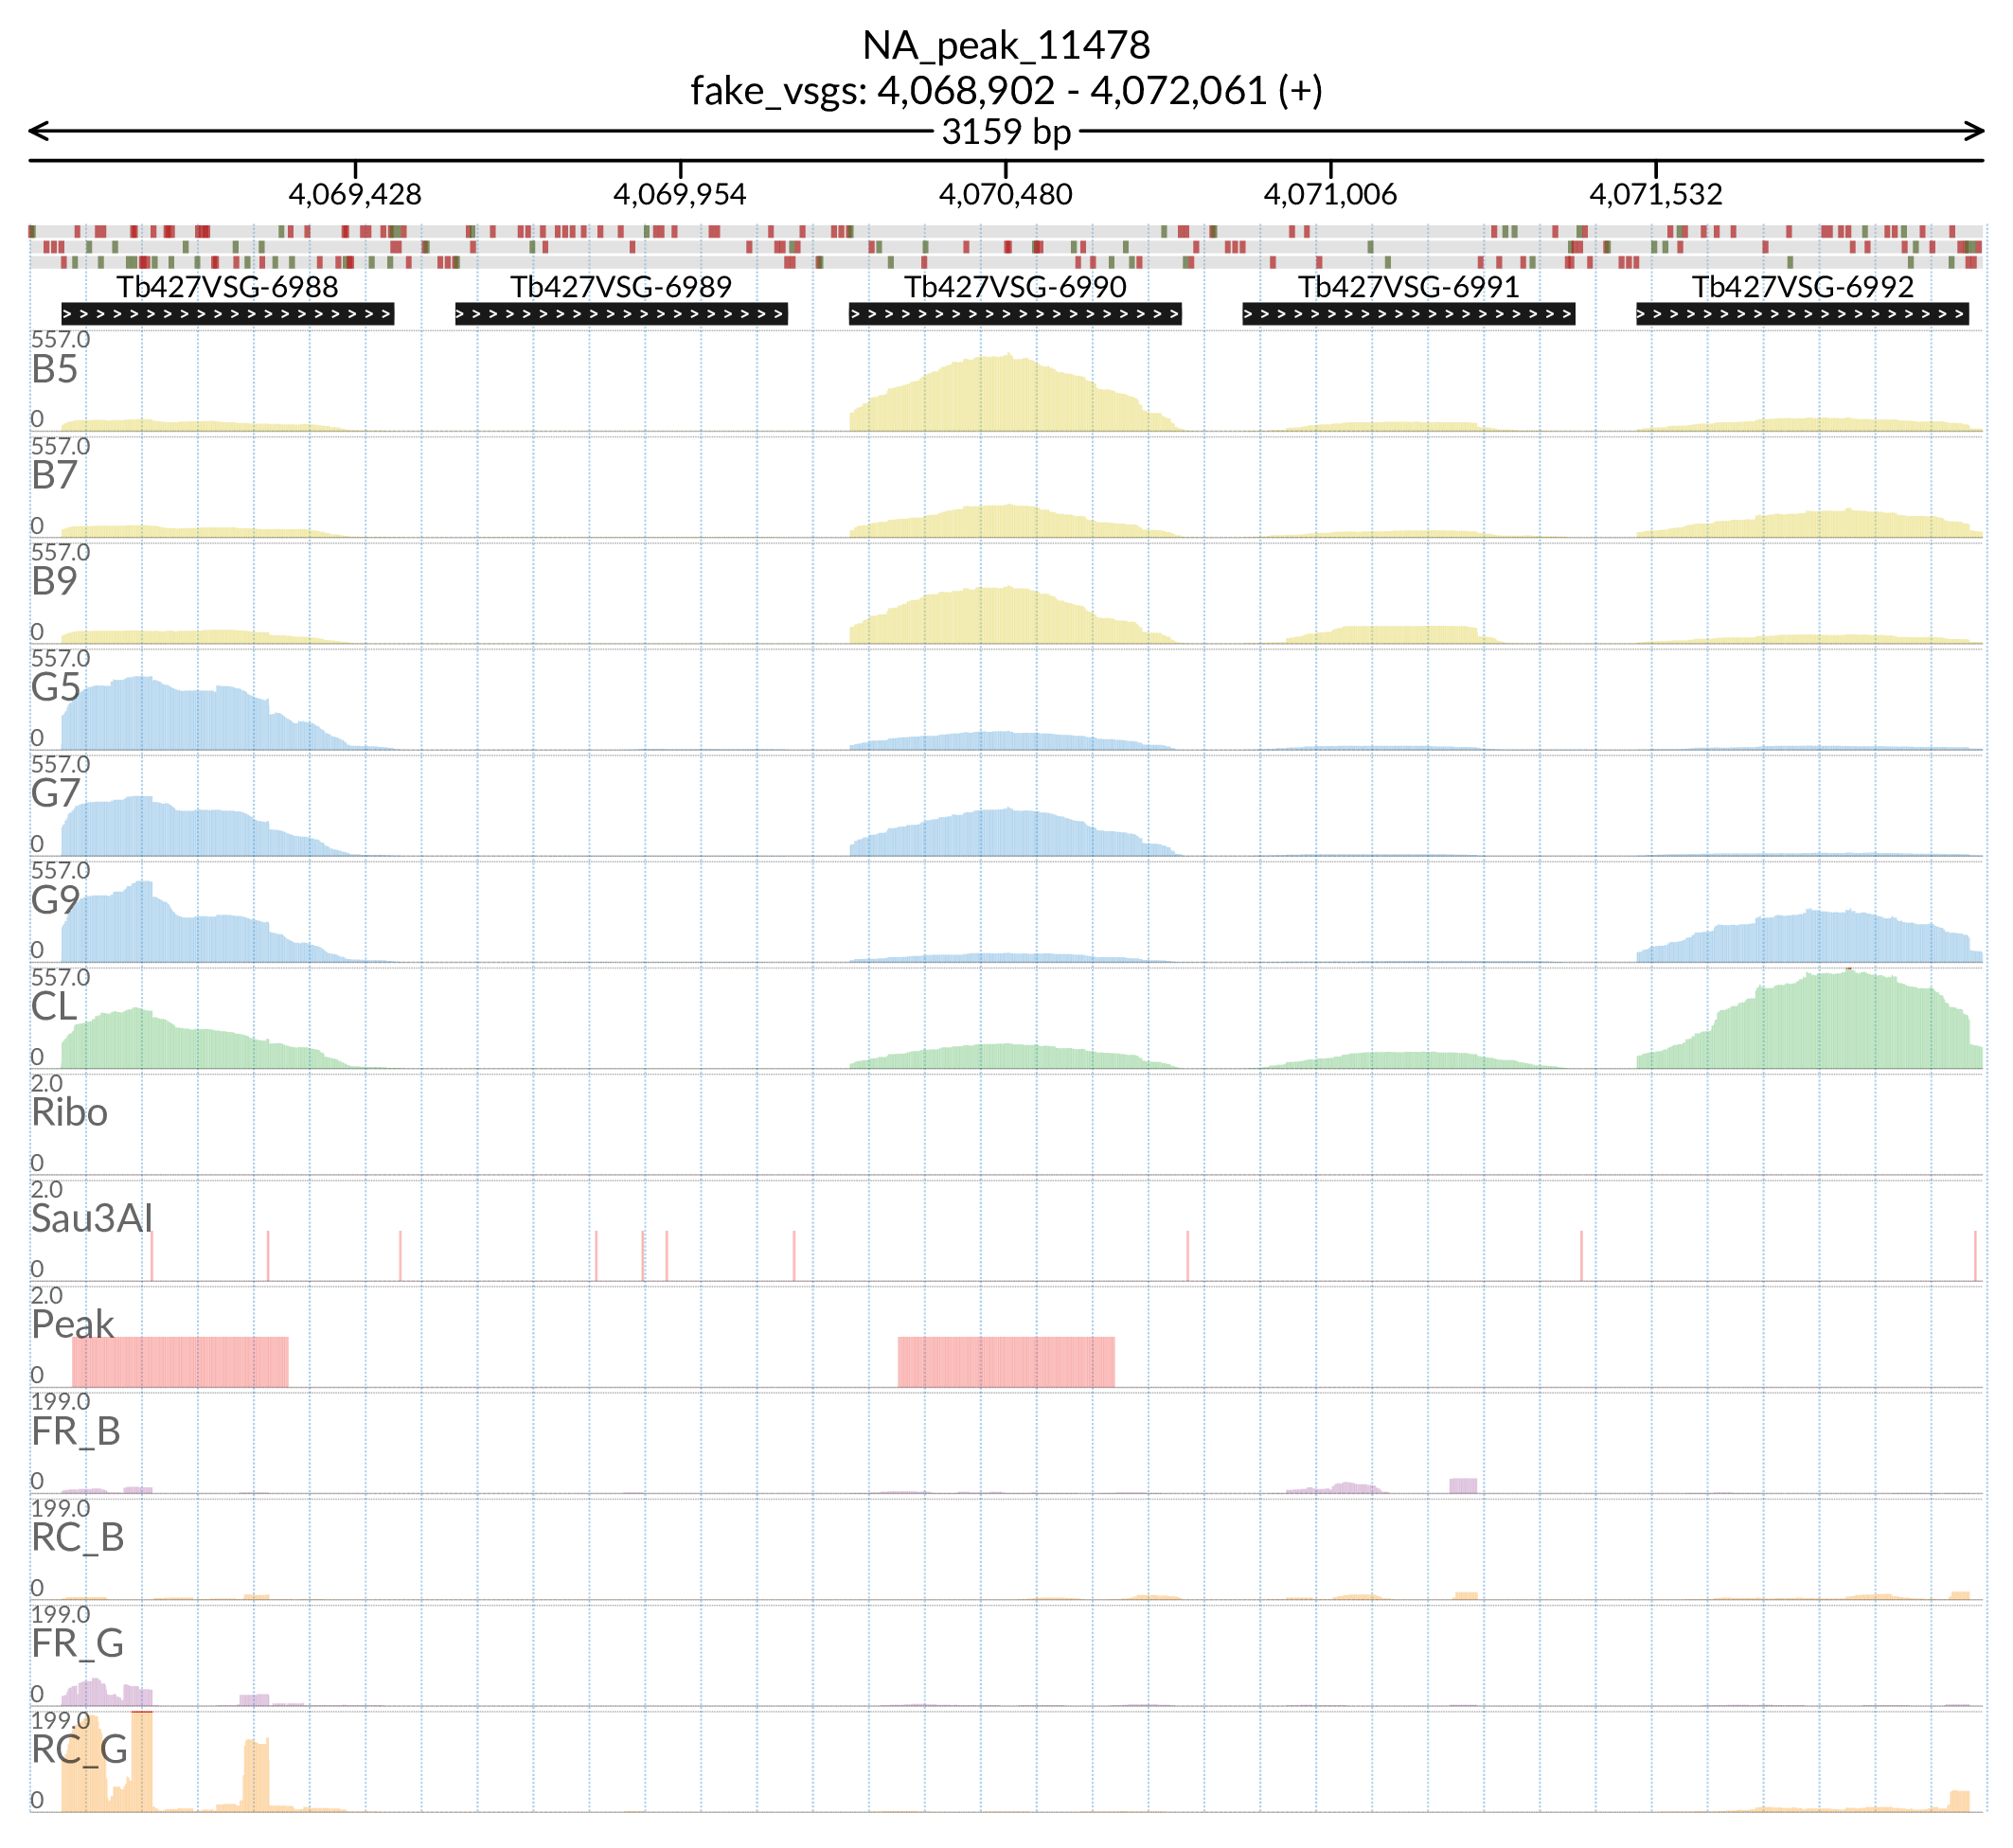 NA_peak_11478
fake_vsgs: 4,068,902 - 4,072,061 (+)
3159 bp
4,069,428 4,069,954 4,070,480 4,071,006 4,071,532
Tb427VSG-6988 Tb427VSG-6989 Tb427VSG-6990 Tb427VSG-6991 Tb427VSG-6992
557.0
B5
0
557.0
B7
0
557.0
B9
0
557.0
G5
0
557.0
G7
0
557.0
G9
0
557.0
CL
0
2.0
Ribo
0
2.0
Sau3AI
0
2.0
Peak
0
199.0
FR_B
0
199.0
RC_B
0
199.0
FR_G
0
199.0
RC_G
0